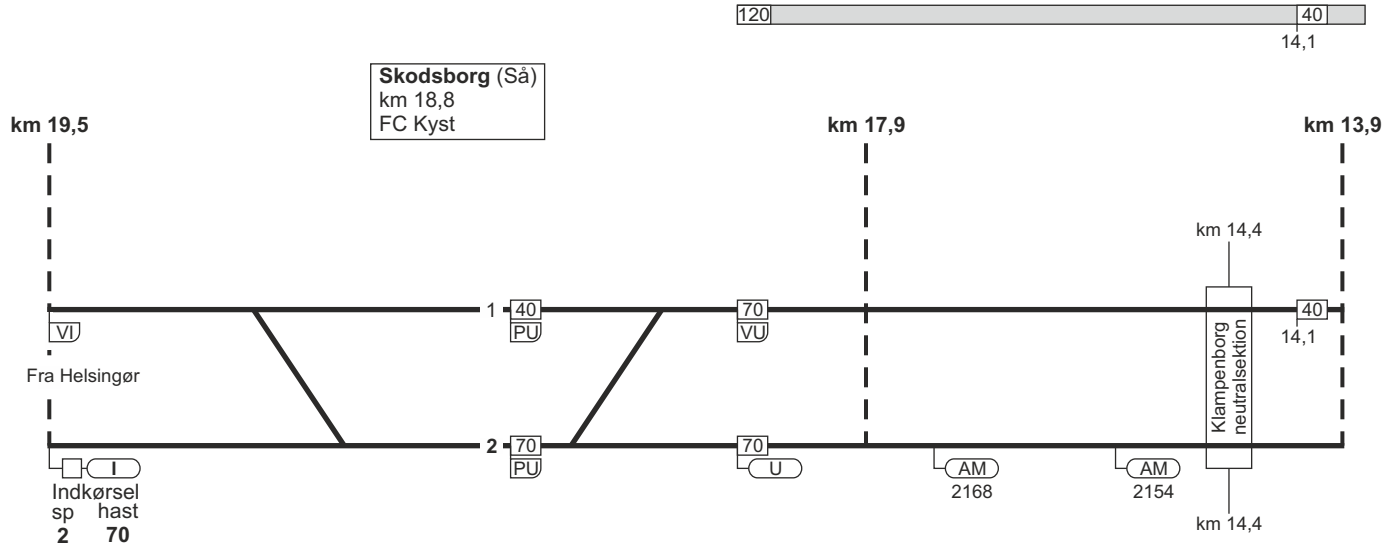 120
40
14,1
Skodsborg (Så)
km 18,8
FC Kyst
km 19,5
km 17,9
km 13,9
km 14,4
1
40
70
40
VI
PU
VU
14,1
Fra Helsingør
Klampenborg
neutralsektion
2
70
70
PU
I
U
AM
AM
Indkørsel
2168
2154
sp hast
2 70
km 14,4